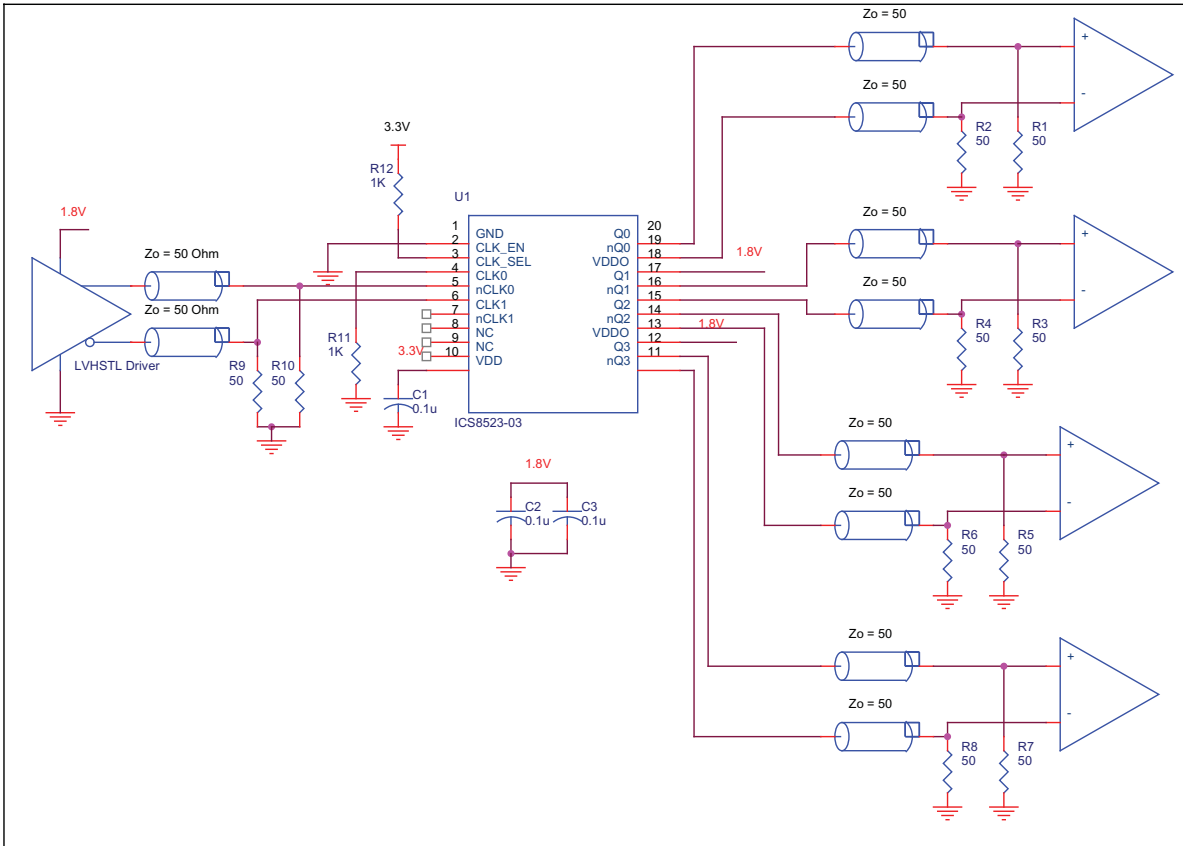 Zo = 50
+
-
Zo = 50
R2
50
R1
50
3.3V
R12
1K
U1
1.8V
Zo = 50 Ohm
Zo = 50 Ohm
LVHSTL Driver
R9
50
R10
50
R11
1K
3.3V
C1
0.1u
1
2
3
4
5
6
7
8
9
10
GND
CLK_EN
CLK_SEL
CLK0
nCLK0
CLK1
nCLK1
NC
NC
VDD
Q0
nQ0
VDDO
Q1
nQ1
Q2
nQ2
VDDO
Q3
nQ3
20
19
18
17
16
15
14
13
12
11
ICS8523-03
1.8V
1.8V
Zo = 50
+
-
Zo = 50
R4
50
R3
50
1.8V
C2
0.1u
C3
0.1u
Zo = 50
+
-
Zo = 50
R6
50
R5
50
Zo = 50
+
-
Zo = 50
R8
50
R7
50